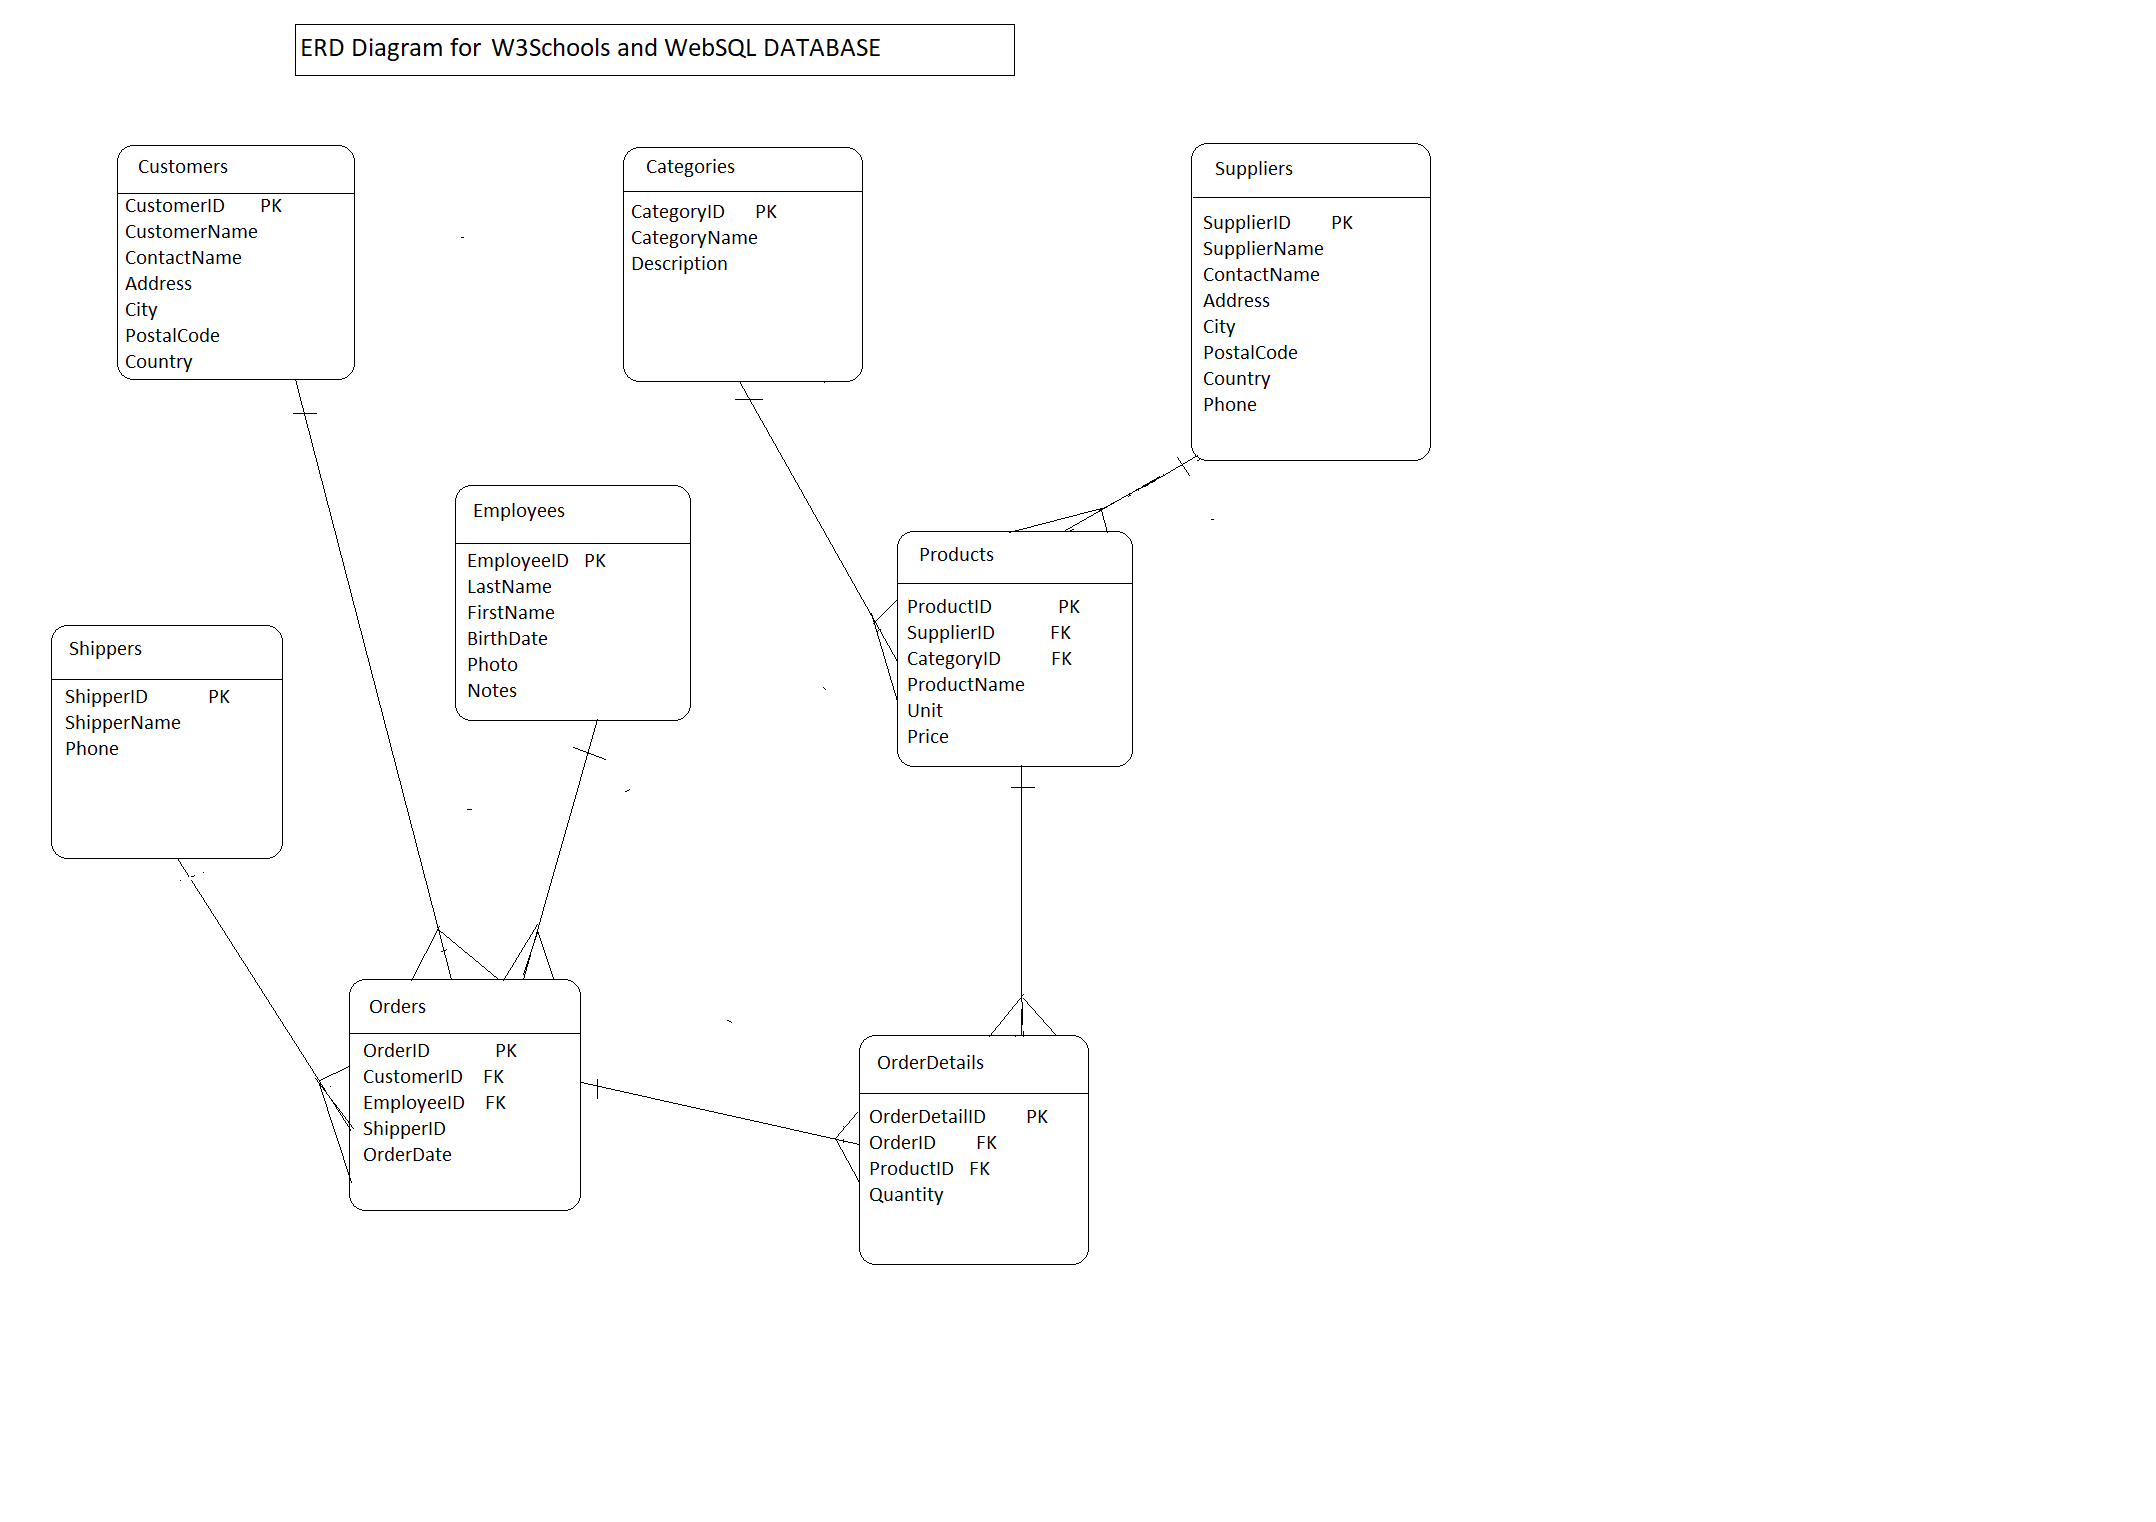 ERD Diagram for W3Schools and WebSQL DATABASE
Customers
CustomerID PK
CustomerName
ContactName
Address
City
PostalCode
Country
Categories
CategoryID PK
CategoryName
Description
Suppliers
SupplierID PK
SupplierName
ContactName
Address
City
PostalCode
Country
Phone
Employees
EmployeeID PK
LastName
FirstName
BirthDate
Photo
Notes
Products
ProductID PK
SupplierID FK
CategoryID FK
ProductName
Unit
Price
Shippers
ShipperID PK
ShipperName
Phone
Orders
OrderID PK
CustomerID FK
EmployeeID FK
ShipperID
OrderDate
OrderDetails
OrderDetailID PK
OrderID FK
ProductID FK
Quantity